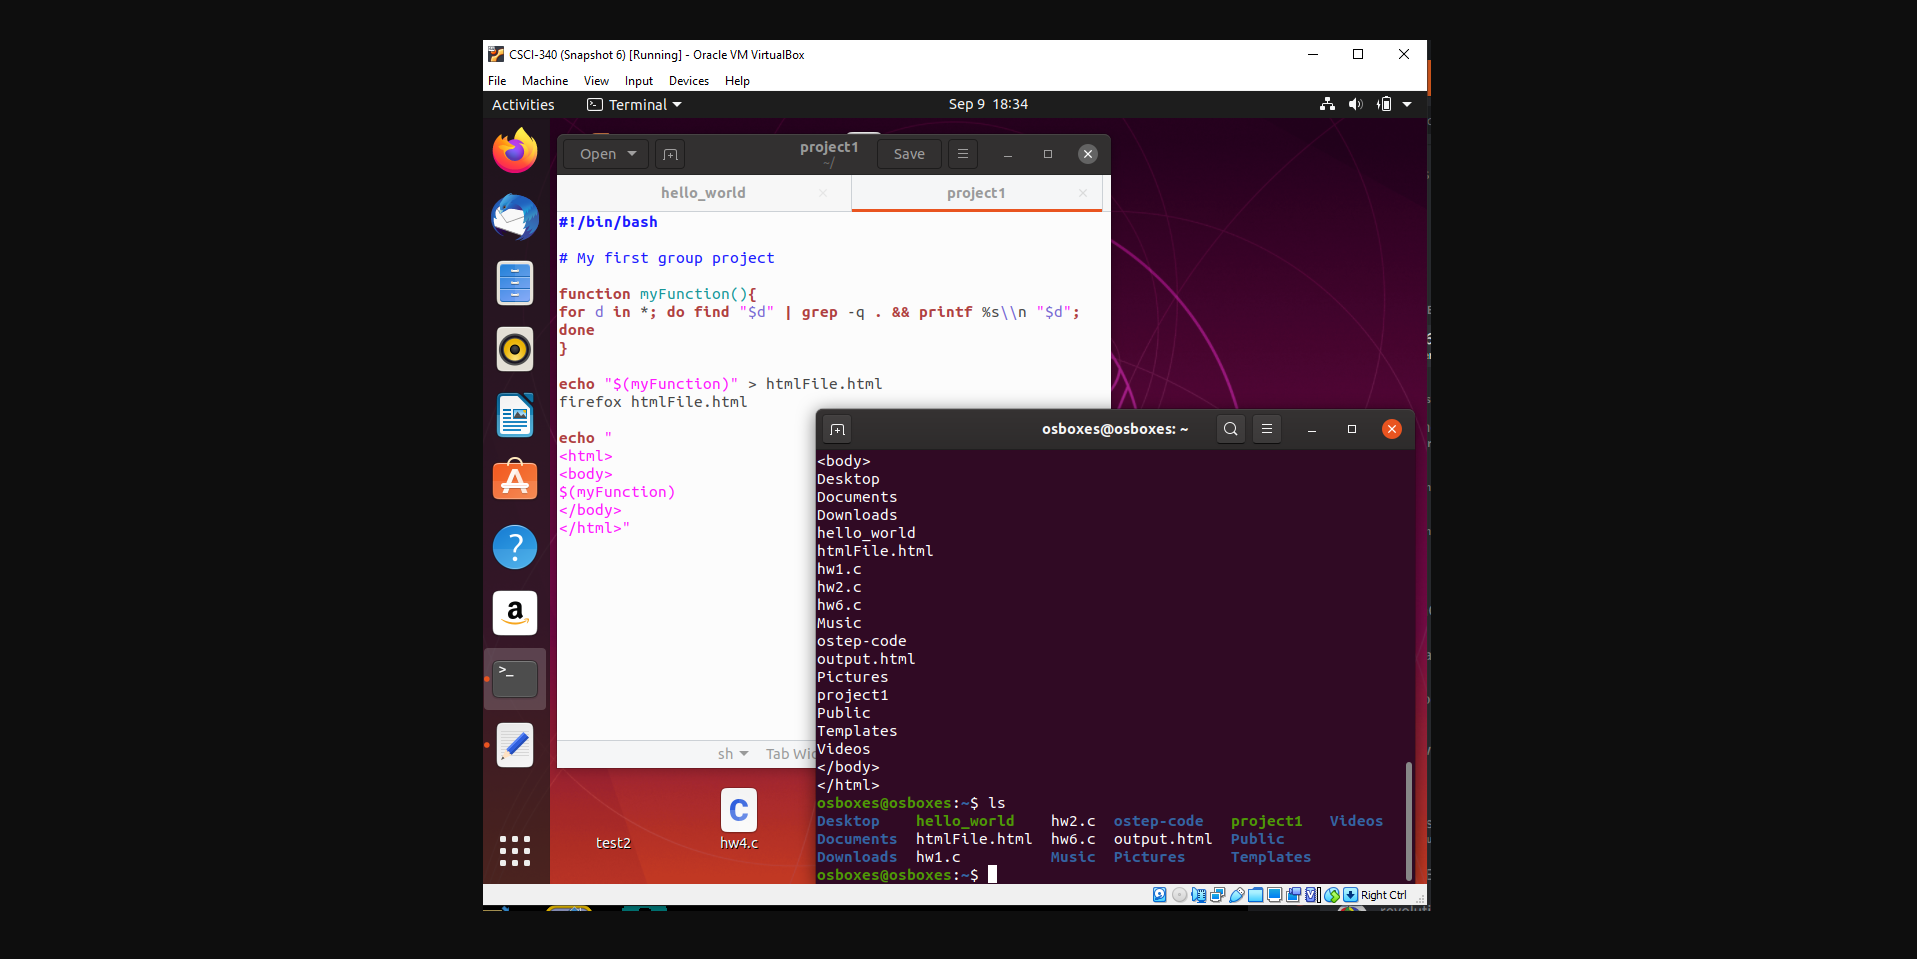 CSCI-340 (Snapshot 6) [Running] - Oracle VM VirtualBox
File Machine View Input Devices Help
Activities Terminal Sep 9 18:34
Open project1 Save
~/
hello_world project1
#!/bin/bash
# My first group project
function myFunction(){
for d in *; do find "$d" | grep -q . && printf %s\\n "$d";
done
}
echo "$(myFunction)" > htmlFile.html
firefox htmlFile.html
echo "
<html>
<body>
$(myFunction)
</body>
</html>"
sh Tab Wid
osboxes@osboxes: ~
<body>
Desktop
Documents
Downloads
hello_world
htmlFile.html
hw1.c
hw2.c
hw6.c
Music
ostep-code
output.html
Pictures
project1
Public
Templates
Videos
</body>
</html>
osboxes@osboxes:~$ ls
Desktop hello_world hw2.c ostep-code project1 Videos
Documents htmlFile.html hw6.c output.html Public
Downloads hw1.c Music Pictures Templates
osboxes@osboxes:~$
test2 hw4.c
Right Ctrl